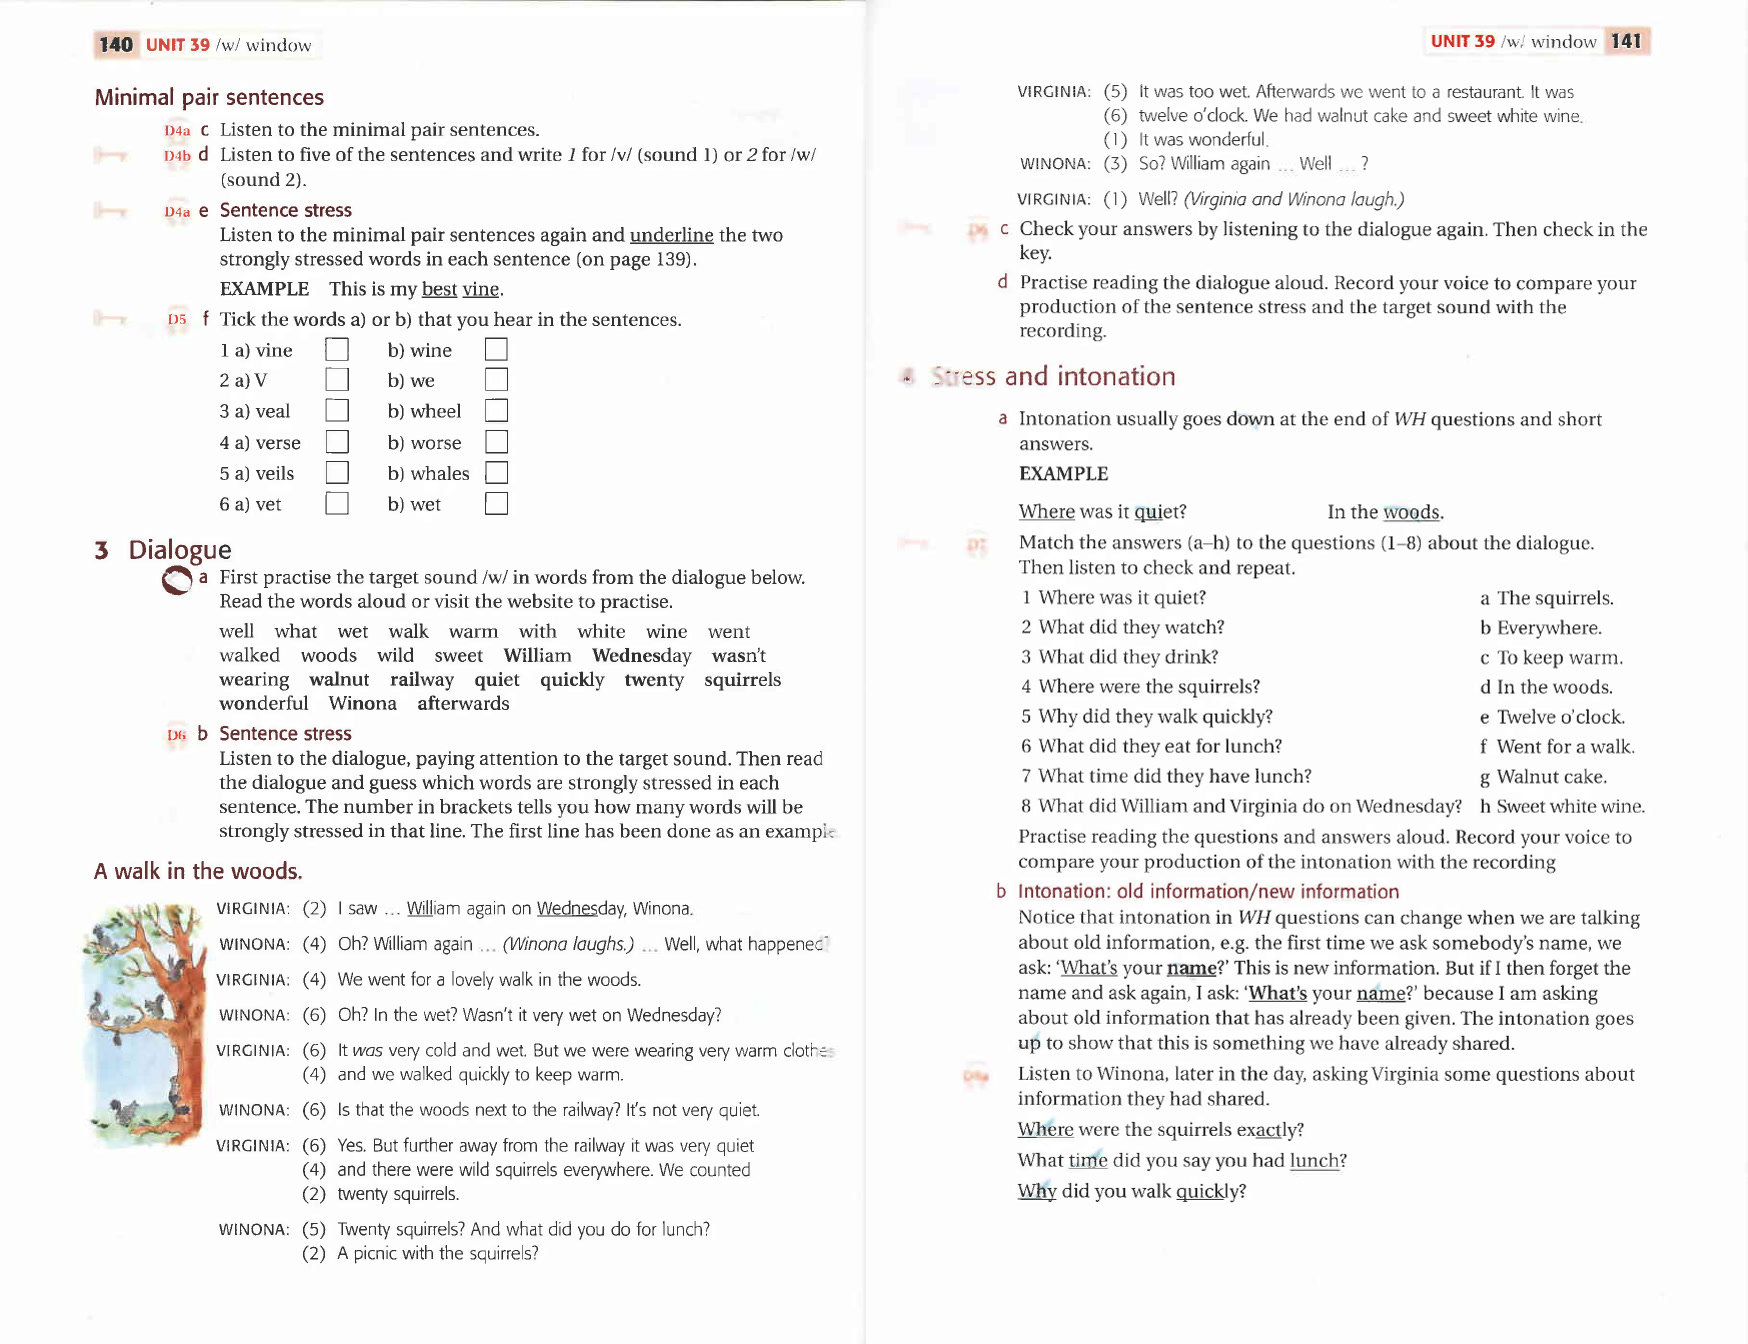 140 UNIT 39 /w/ window
Minimal pair sentences
D4a c Listen to the minimal pair sentences.
D4b d Listen to five of the sentences and write 1 for /v/ (sound 1) or 2 for /w/
(sound 2).
D4a e Sentence stress
Listen to the minimal pair sentences again and underline the two
strongly stressed words in each sentence (on page 139).
EXAMPLE This is my best vine.
D5 f Tick the words a) or b) that you hear in the sentences.
1 a) vine b) wine
2 a) V b) we
3 a) veal b) wheel
4 a) verse b) worse
5 a) veils b) whales
6 a) vet b) wet
3 Dialogue
a First practise the target sound /w/ in words from the dialogue below.
Read the words aloud or visit the website to practise.
well what wet walk warm with white wine went
walked woods wild sweet William Wednesday wasn't
wearing walnut railway quiet quickly twenty squirrels
wonderful Winona afterwards
D6 b Sentence stress
Listen to the dialogue, paying attention to the target sound. Then read
the dialogue and guess which words are strongly stressed in each
sentence. The number in brackets tells you how many words will be
strongly stressed in that line. The first line has been done as an example
A walk in the woods.
VIRGINIA: (2) I saw ... William again on Wednesday, Winona.
WINONA: (4) Oh? William again ... (Winona laughs.) ... Well, what happened?
VIRGINIA: (4) We went for a lovely walk in the woods.
WINONA: (6) Oh? In the wet? Wasn't it very wet on Wednesday?
VIRGINIA: (6) It was very cold and wet. But we were wearing very warm clothes
(4) and we walked quickly to keep warm.
WINONA: (6) Is that the woods next to the railway? It's not very quiet.
VIRGINIA: (6) Yes. But further away from the railway it was very quiet
(4) and there were wild squirrels everywhere. We counted
(2) twenty squirrels.
WINONA: (5) Twenty squirrels? And what did you do for lunch?
(2) A picnic with the squirrels?
UNIT 39 /w/ window 141
VIRGINIA: (5) It was too wet. Afterwards we went to a restaurant. It was
(6) twelve o'clock. We had walnut cake and sweet white wine.
(1) It was wonderful.
WINONA: (3) So? William again ... Well ... ?
VIRGINIA: (1) Well? (Virginia and Winona laugh.)
D6 c Check your answers by listening to the dialogue again. Then check in the
key.
d Practise reading the dialogue aloud. Record your voice to compare your
production of the sentence stress and the target sound with the
recording.
4 Stress and intonation
a Intonation usually goes down at the end of WH questions and short
answers.
EXAMPLE
Where was it quiet? In the woods.
D7 Match the answers (a–h) to the questions (1–8) about the dialogue.
Then listen to check and repeat.
1 Where was it quiet? a The squirrels.
2 What did they watch? b Everywhere.
3 What did they drink? c To keep warm.
4 Where were the squirrels? d In the woods.
5 Why did they walk quickly? e Twelve o'clock.
6 What did they eat for lunch? f Went for a walk.
7 What time did they have lunch? g Walnut cake.
8 What did William and Virginia do on Wednesday? h Sweet white wine.
Practise reading the questions and answers aloud. Record your voice to
compare your production of the intonation with the recording
b Intonation: old information/new information
Notice that intonation in WH questions can change when we are talking
about old information, e.g. the first time we ask somebody's name, we
ask: 'What's your name?' This is new information. But if I then forget the
name and ask again, I ask: 'What's your name?' because I am asking
about old information that has already been given. The intonation goes
up to show that this is something we have already shared.
D8a Listen to Winona, later in the day, asking Virginia some questions about
information they had shared.
Where were the squirrels exactly?
What time did you say you had lunch?
Why did you walk quickly?